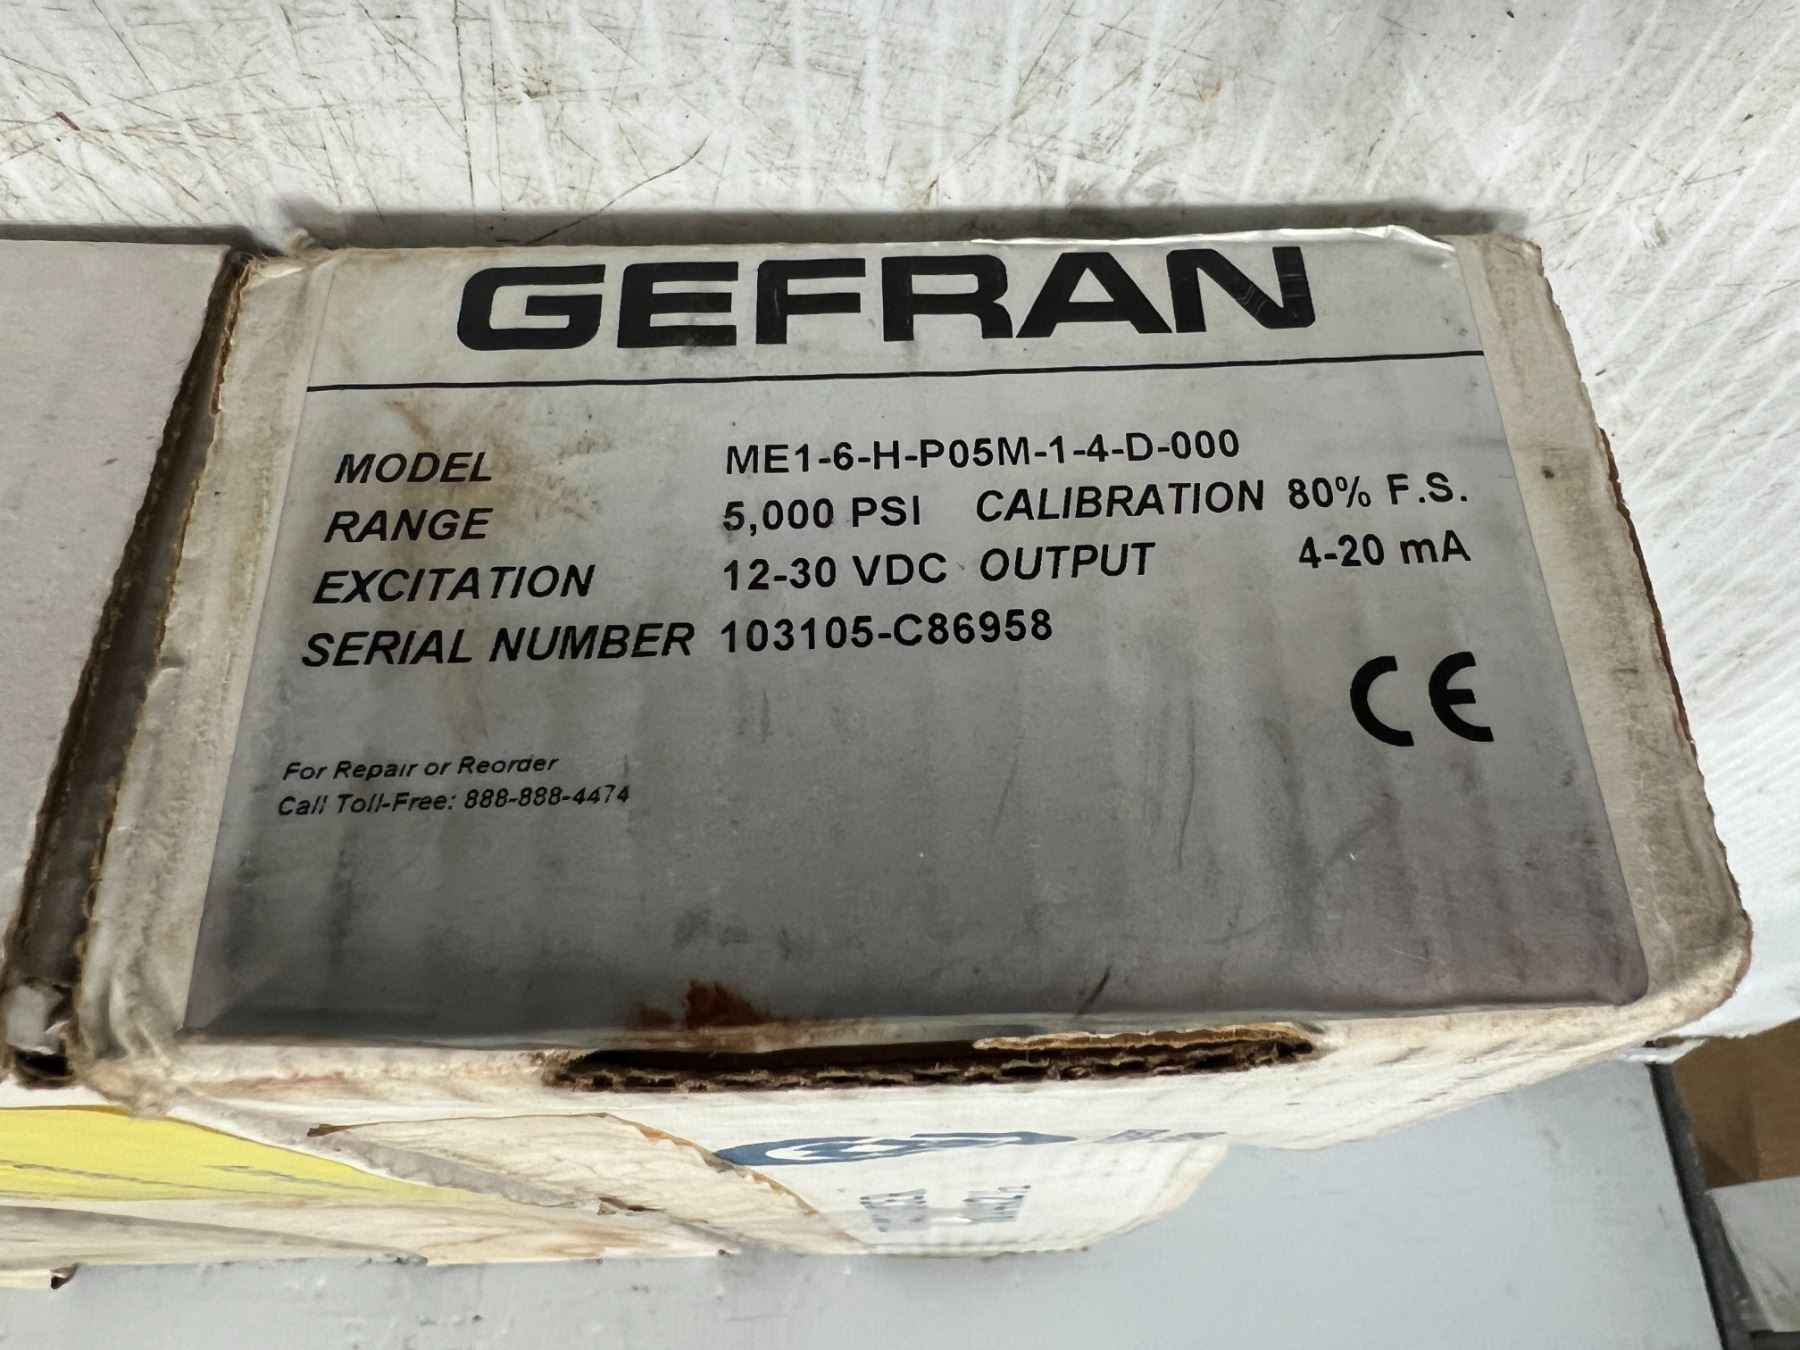 GEFRAN
MODEL ME1-6-H-P05M-1-4-D-000
RANGE 5,000 PSI CALIBRATION 80% F.S.
EXCITATION 12-30 VDC OUTPUT 4-20 mA
SERIAL NUMBER 103105-C86958
CE
For Repair or Reorder
Call Toll-Free: 888-888-4474